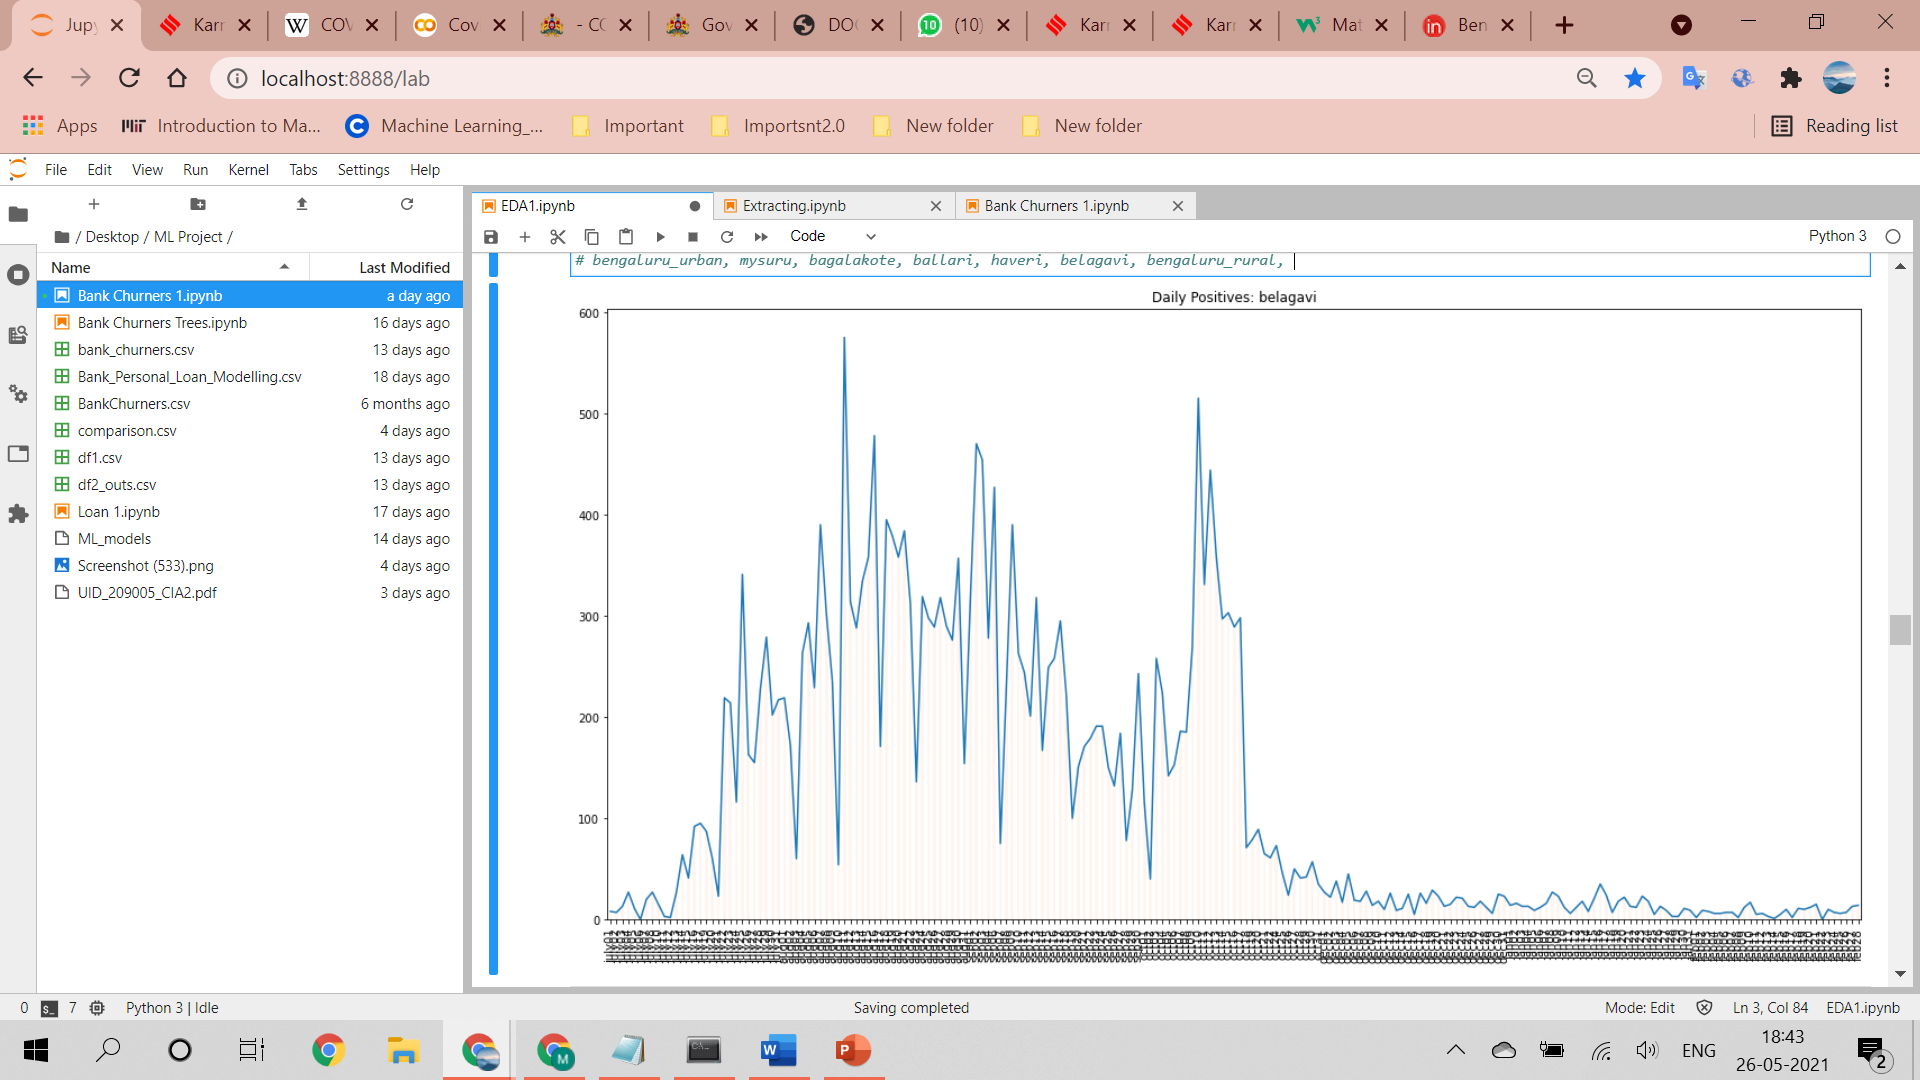 Jupy
Karr
COV
Cov
- CC
Gov
DO
(10)
Karr
Karr
Mat
Ben
localhost:8888/lab
Apps
Introduction to Ma...
Machine Learning_...
Important
Importsnt2.0
New folder
New folder
Reading list
File Edit View Run Kernel Tabs Settings Help
/ Desktop / ML Project /
Name Last Modified
Bank Churners 1.ipynb a day ago
Bank Churners Trees.ipynb 16 days ago
bank_churners.csv 13 days ago
Bank_Personal_Loan_Modelling.csv 18 days ago
BankChurners.csv 6 months ago
comparison.csv 4 days ago
df1.csv 13 days ago
df2_outs.csv 13 days ago
Loan 1.ipynb 17 days ago
ML_models 14 days ago
Screenshot (533).png 4 days ago
UID_209005_CIA2.pdf 3 days ago
EDA1.ipynb Extracting.ipynb Bank Churners 1.ipynb
Code Python 3
# bengaluru_urban, mysuru, bagalakote, ballari, haveri, belagavi, bengaluru_rural,
Daily Positives: belagavi
600
500
400
300
200
100
0
0 7 Python 3 | Idle Saving completed Mode: Edit Ln 3, Col 84 EDA1.ipynb
ENG
18:43
26-05-2021
2